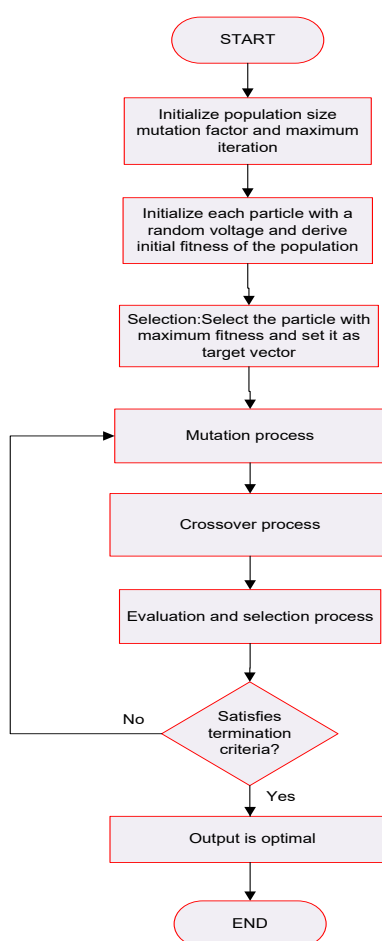 START
Initialize population size
mutation factor and maximum
iteration
Initialize each particle with a
random voltage and derive
initial fitness of the population
Selection:Select the particle with
maximum fitness and set it as
target vector
Mutation process
Crossover process
Evaluation and selection process
Satisfies
termination
criteria?
No
Yes
Output is optimal
END